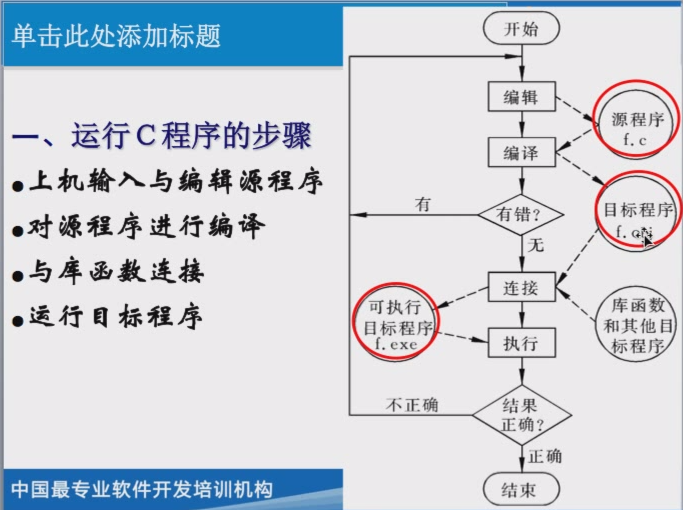 单击此处添加标题
一、运行C程序的步骤
●上机输入与编辑源程序
●对源程序进行编译
●与库函数连接
●运行目标程序
中国最专业软件开发培训机构
开始
编辑
源程序
f.c
编译
目标程序
有
有错?
无
连接
可执行
目标程序
f.exe
库函数
和其他目
标程序
执行
不正确
结果
正确?
正确
结束